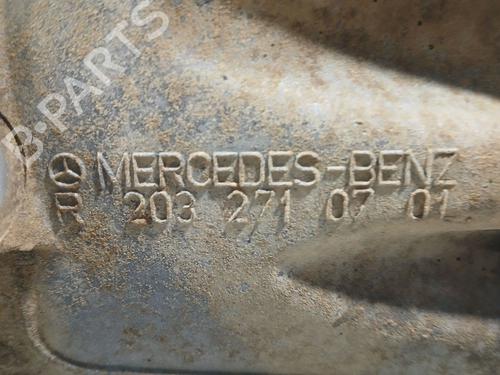 B-PARTS
MERCEDES-BENZ
R 203 271 07 01